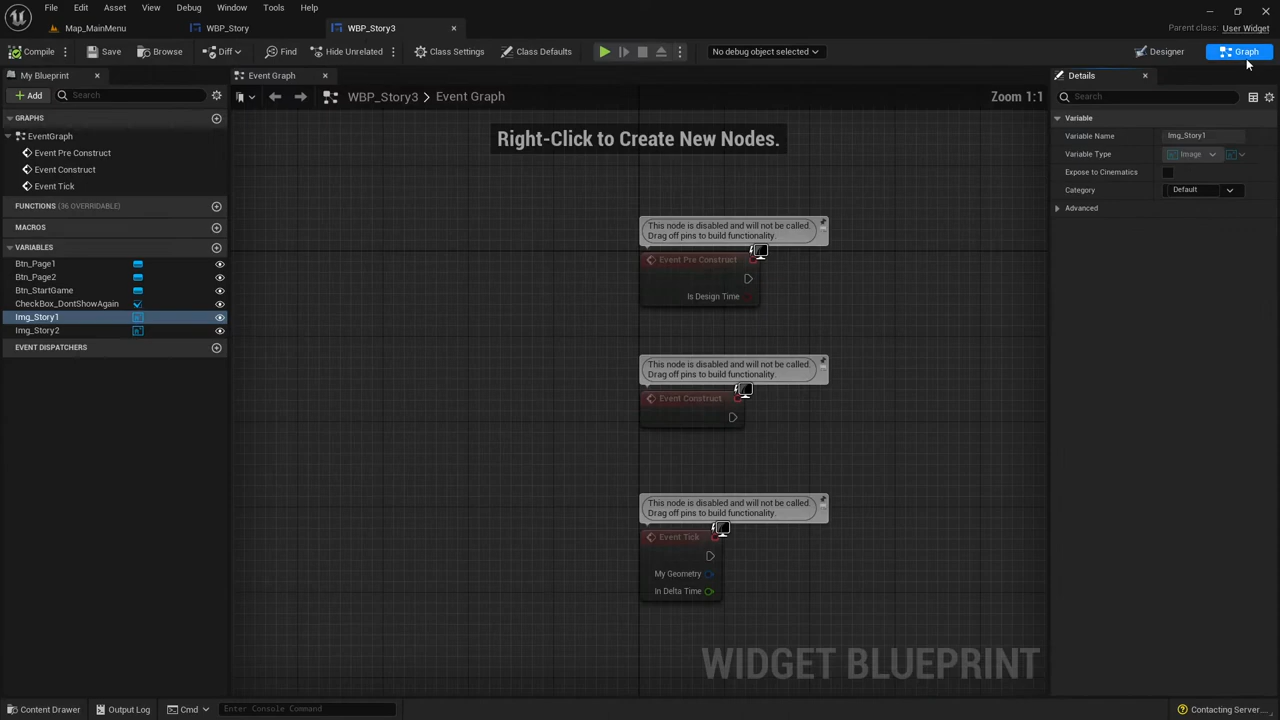 File Edit Asset View Debug Window Tools Help
Map_MainMenu WBP_Story WBP_Story3
Parent class: User Widget
Compile Save Browse Diff Find Hide Unrelated Class Settings Class Defaults No debug object selected Designer Graph
My Blueprint Event Graph Details
Add Search WBP_Story3 > Event Graph Zoom 1:1 Search
GRAPHS
EventGraph
Event Pre Construct
Event Construct
Event Tick
FUNCTIONS (36 OVERRIDABLE)
MACROS
VARIABLES
Btn_Page1
Btn_Page2
Btn_StartGame
CheckBox_DontShowAgain
Img_Story1
Img_Story2
EVENT DISPATCHERS
Right-Click to Create New Nodes.
This node is disabled and will not be called.
Drag off pins to build functionality.
Event Pre Construct
Is Design Time
This node is disabled and will not be called.
Drag off pins to build functionality.
Event Construct
This node is disabled and will not be called.
Drag off pins to build functionality.
Event Tick
My Geometry
In Delta Time
WIDGET BLUEPRINT
Variable
Variable Name Img_Story1
Variable Type Image
Expose to Cinematics
Category Default
Advanced
Content Drawer Output Log Cmd Enter Console Command Contacting Server....